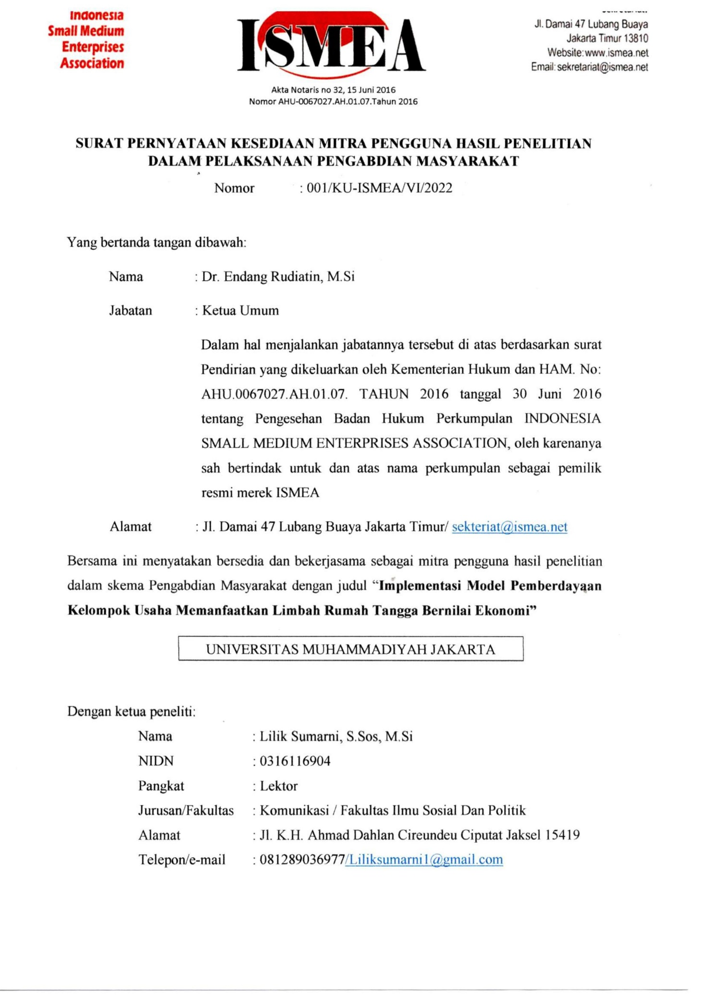 Indonesia
Small Medium
Enterprises
Association
ISMEA
Jl. Damai 47 Lubang Buaya
Jakarta Timur 13810
Website: www.ismea.net
Email: sekretariat@ismea.net
Akta Notaris no 32, 15 Juni 2016
Nomor AHU-0067027.AH.01.07.Tahun 2016
SURAT PERNYATAAN KESEDIAAN MITRA PENGGUNA HASIL PENELITIAN
DALAM PELAKSANAAN PENGABDIAN MASYARAKAT
Nomor : 001/KU-ISMEA/VI/2022
Yang bertanda tangan dibawah:
Nama : Dr. Endang Rudiatin, M.Si
Jabatan : Ketua Umum
Dalam hal menjalankan jabatannya tersebut di atas berdasarkan surat
Pendirian yang dikeluarkan oleh Kementerian Hukum dan HAM. No:
AHU.0067027.AH.01.07. TAHUN 2016 tanggal 30 Juni 2016
tentang Pengesehan Badan Hukum Perkumpulan INDONESIA
SMALL MEDIUM ENTERPRISES ASSOCIATION, oleh karenanya
sah bertindak untuk dan atas nama perkumpulan sebagai pemilik
resmi merek ISMEA
Alamat : Jl. Damai 47 Lubang Buaya Jakarta Timur/ sekteriat@ismea.net
Bersama ini menyatakan bersedia dan bekerjasama sebagai mitra pengguna hasil penelitian
dalam skema Pengabdian Masyarakat dengan judul “Implementasi Model Pemberdayaan
Kelompok Usaha Memanfaatkan Limbah Rumah Tangga Bernilai Ekonomi”
UNIVERSITAS MUHAMMADIYAH JAKARTA
Dengan ketua peneliti:
Nama : Lilik Sumarni, S.Sos, M.Si
NIDN : 0316116904
Pangkat : Lektor
Jurusan/Fakultas : Komunikasi / Fakultas Ilmu Sosial Dan Politik
Alamat : Jl. K.H. Ahmad Dahlan Cireundeu Ciputat Jaksel 15419
Telepon/e-mail : 081289036977/Liliksumarni1@gmail.com